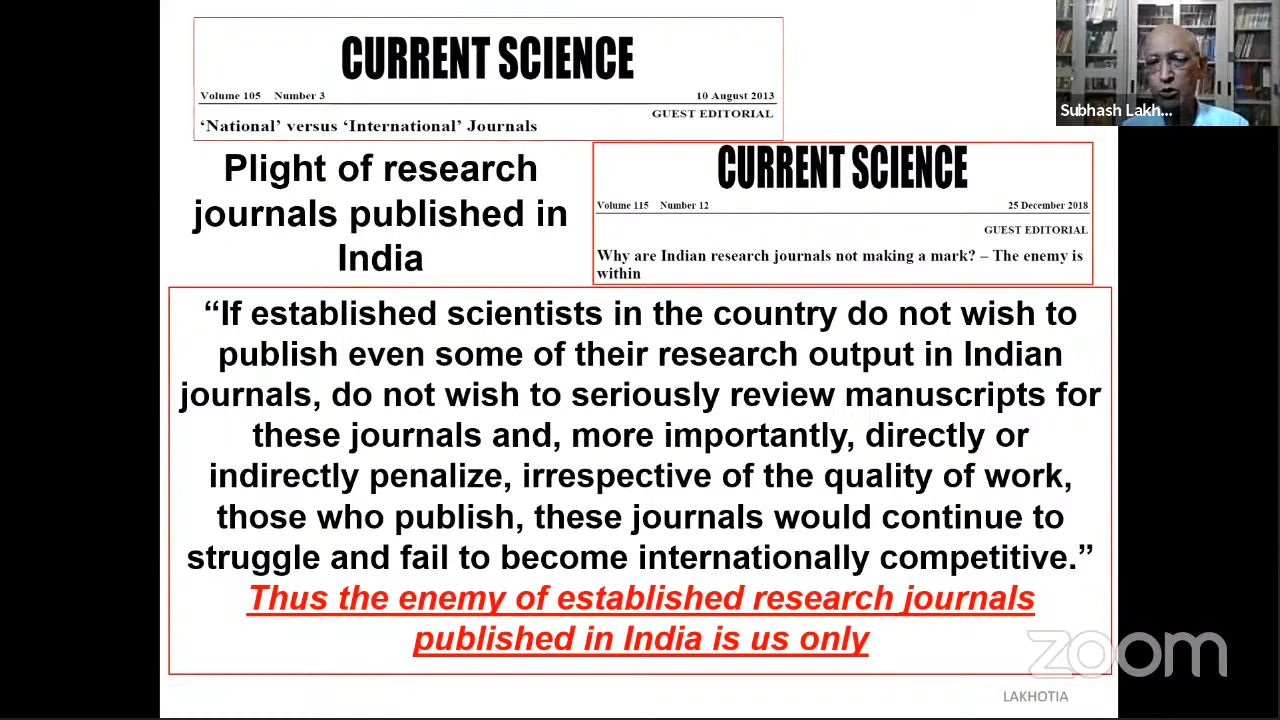 CURRENT SCIENCE
Volume 105 Number 3 10 August 2013
GUEST EDITORIAL
‘National’ versus ‘International’ Journals
Plight of research
journals published in
India
CURRENT SCIENCE
Volume 115 Number 12 25 December 2018
GUEST EDITORIAL
Why are Indian research journals not making a mark? – The enemy is
within
“If established scientists in the country do not wish to
publish even some of their research output in Indian
journals, do not wish to seriously review manuscripts for
these journals and, more importantly, directly or
indirectly penalize, irrespective of the quality of work,
those who publish, these journals would continue to
struggle and fail to become internationally competitive.”
Thus the enemy of established research journals
published in India is us only
Subhash Lakh...
zoom
LAKHOTIA